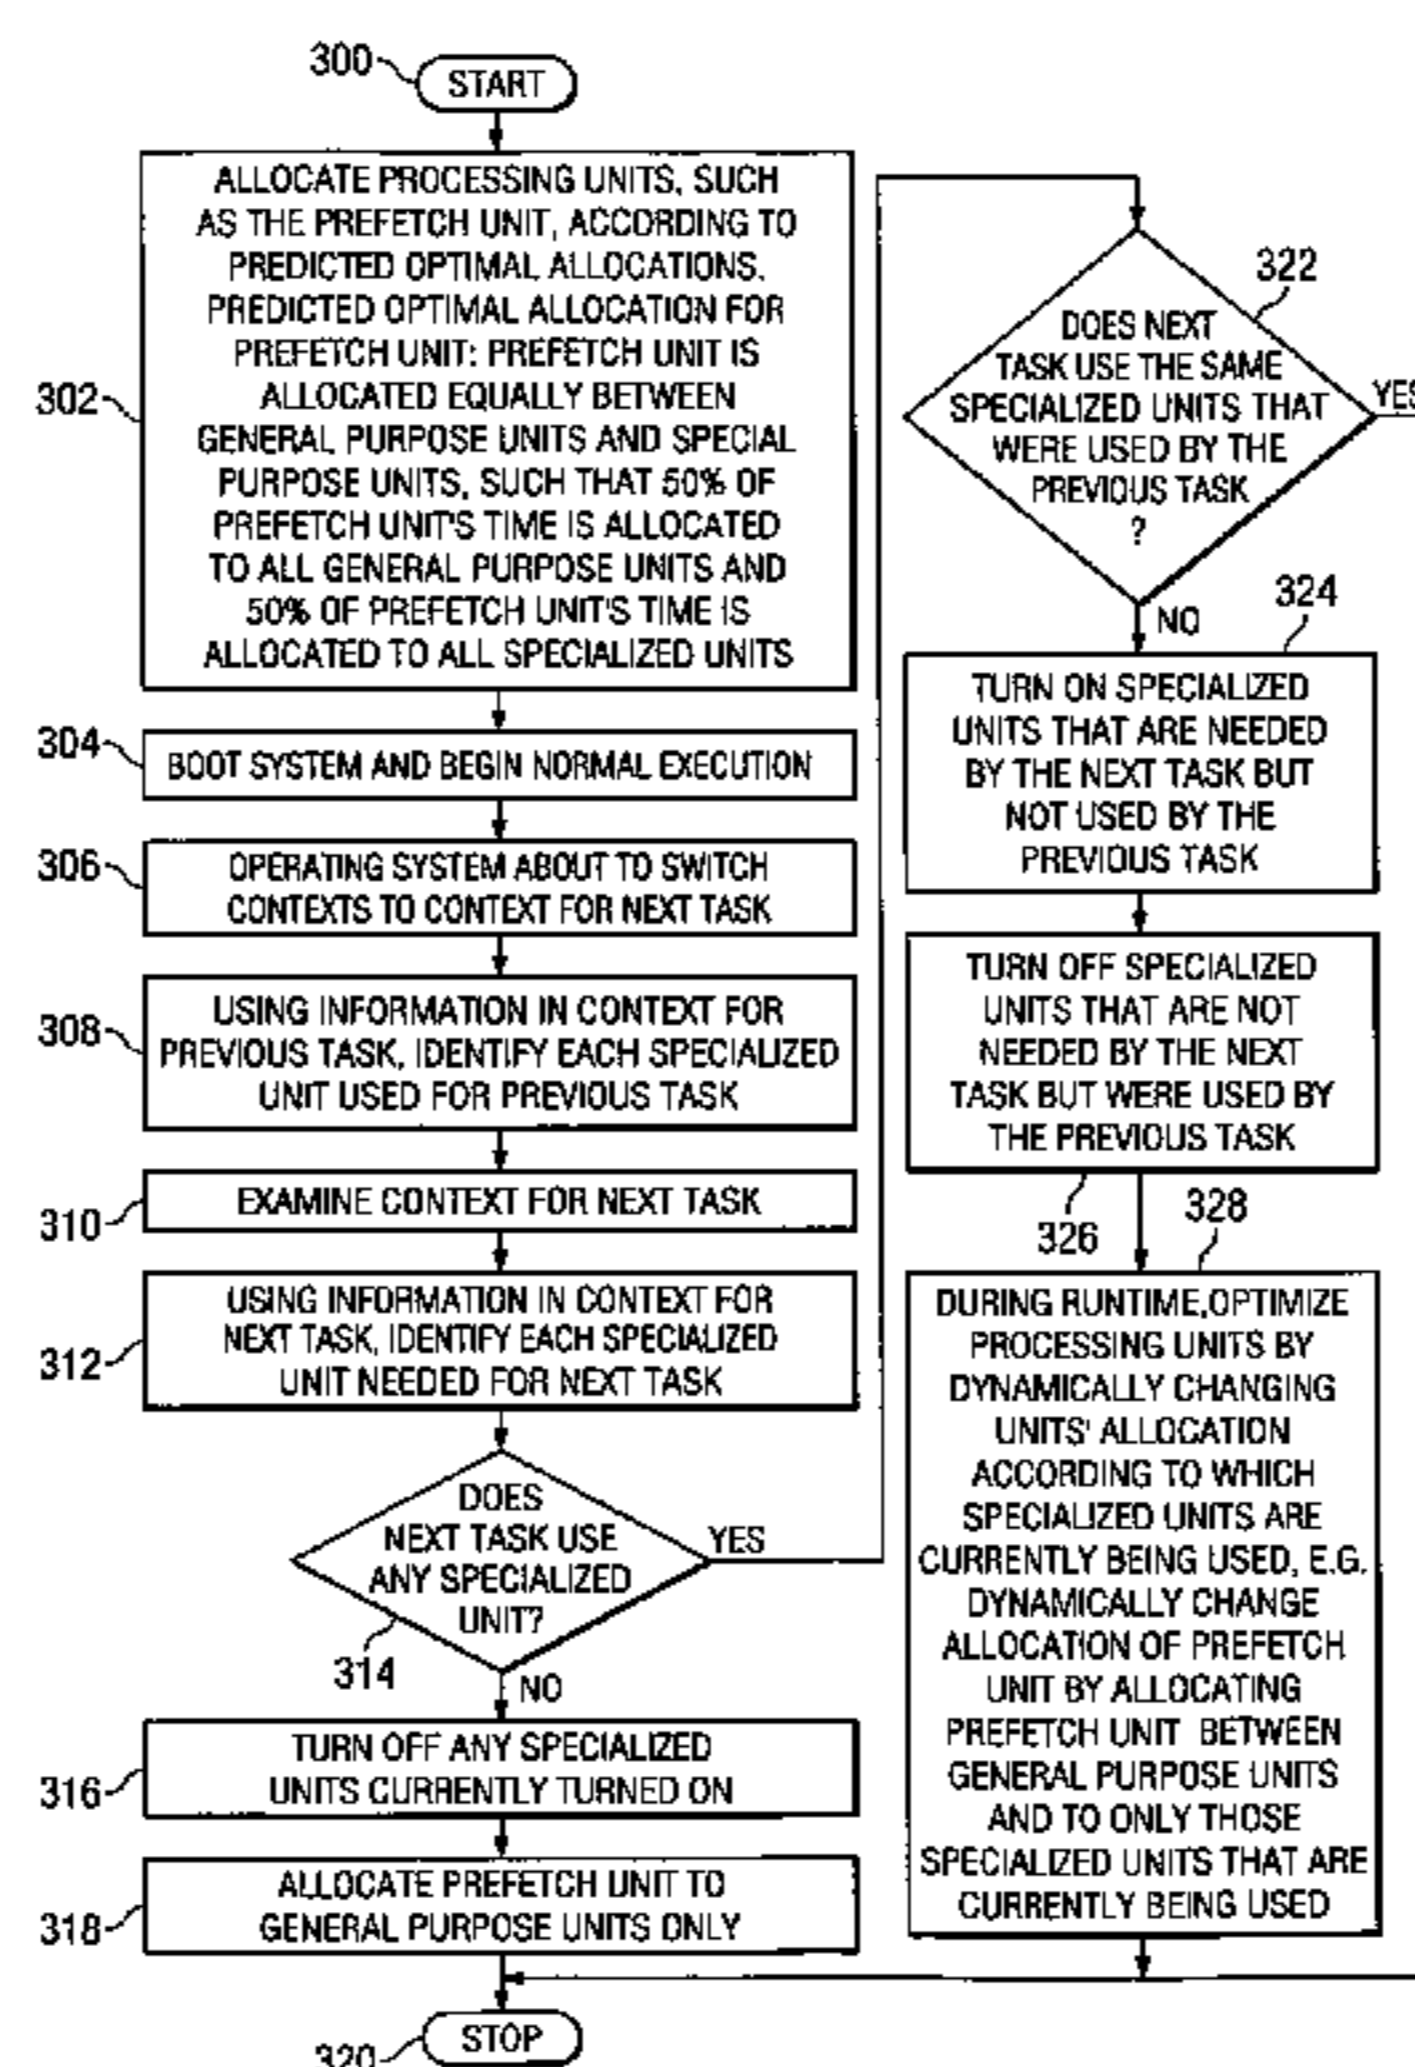 300
START
302
ALLOCATE PROCESSING UNITS, SUCH
AS THE PREFETCH UNIT, ACCORDING TO
PREDICTED OPTIMAL ALLOCATIONS.
PREDICTED OPTIMAL ALLOCATION FOR
PREFETCH UNIT: PREFETCH UNIT IS
ALLOCATED EQUALLY BETWEEN
GENERAL PURPOSE UNITS AND SPECIAL
PURPOSE UNITS, SUCH THAT 50% OF
PREFETCH UNIT'S TIME IS ALLOCATED
TO ALL GENERAL PURPOSE UNITS AND
50% OF PREFETCH UNIT'S TIME IS
ALLOCATED TO ALL SPECIALIZED UNITS
304
BOOT SYSTEM AND BEGIN NORMAL EXECUTION
306
OPERATING SYSTEM ABOUT TO SWITCH
CONTEXTS TO CONTEXT FOR NEXT TASK
308
USING INFORMATION IN CONTEXT FOR
PREVIOUS TASK, IDENTIFY EACH SPECIALIZED
UNIT USED FOR PREVIOUS TASK
310
EXAMINE CONTEXT FOR NEXT TASK
312
USING INFORMATION IN CONTEXT FOR
NEXT TASK, IDENTIFY EACH SPECIALIZED
UNIT NEEDED FOR NEXT TASK
DOES
NEXT TASK USE
ANY SPECIALIZED
UNIT?
YES
314
NO
316
TURN OFF ANY SPECIALIZED
UNITS CURRENTLY TURNED ON
318
ALLOCATE PREFETCH UNIT TO
GENERAL PURPOSE UNITS ONLY
320
STOP
322
DOES NEXT
TASK USE THE SAME
SPECIALIZED UNITS THAT
WERE USED BY THE
PREVIOUS TASK
?
YES
NO
324
TURN ON SPECIALIZED
UNITS THAT ARE NEEDED
BY THE NEXT TASK BUT
NOT USED BY THE
PREVIOUS TASK
TURN OFF SPECIALIZED
UNITS THAT ARE NOT
NEEDED BY THE NEXT
TASK BUT WERE USED BY
THE PREVIOUS TASK
326
328
DURING RUNTIME,OPTIMIZE
PROCESSING UNITS BY
DYNAMICALLY CHANGING
UNITS' ALLOCATION
ACCORDING TO WHICH
SPECIALIZED UNITS ARE
CURRENTLY BEING USED, E.G.
DYNAMICALLY CHANGE
ALLOCATION OF PREFETCH
UNIT BY ALLOCATING
PREFETCH UNIT BETWEEN
GENERAL PURPOSE UNITS
AND TO ONLY THOSE
SPECIALIZED UNITS THAT ARE
CURRENTLY BEING USED